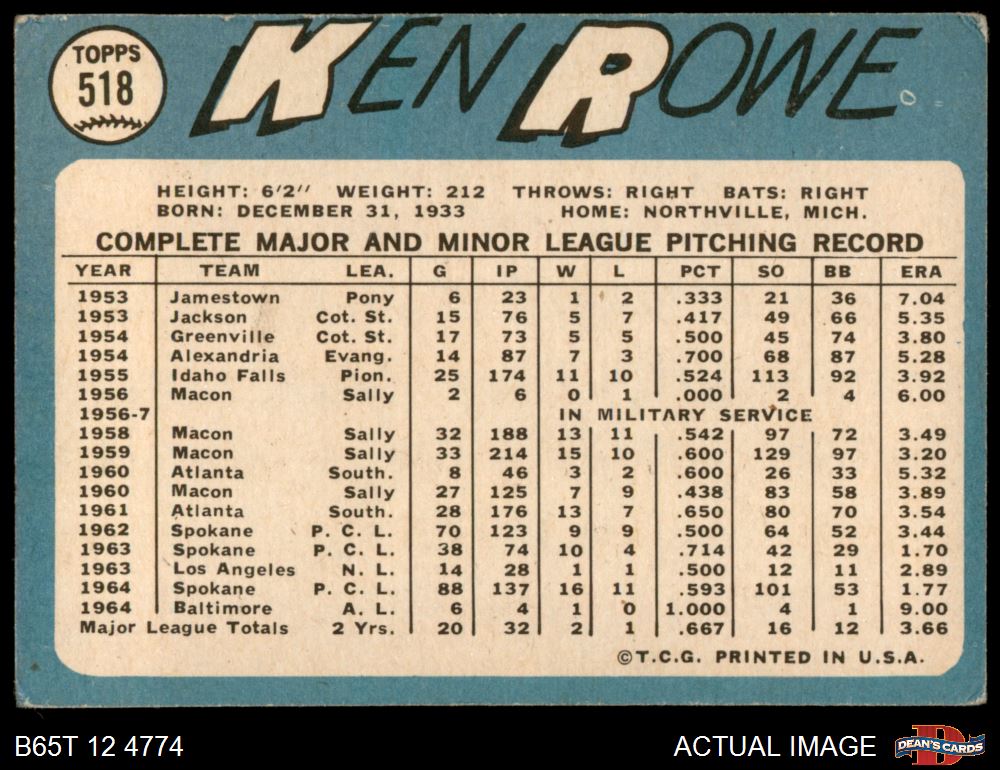 TOPPS
518
KEN ROWE
HEIGHT: 6'2'' WEIGHT: 212 THROWS: RIGHT BATS: RIGHT
BORN: DECEMBER 31, 1933 HOME: NORTHVILLE, MICH.
COMPLETE MAJOR AND MINOR LEAGUE PITCHING RECORD
YEAR TEAM LEA. G IP W L PCT SO BB ERA
1953 Jamestown Pony 6 23 1 2 .333 21 36 7.04
1953 Jackson Cot. St. 15 76 5 7 .417 49 66 5.35
1954 Greenville Cot. St. 17 73 5 5 .500 45 74 3.80
1954 Alexandria Evang. 14 87 7 3 .700 68 87 5.28
1955 Idaho Falls Pion. 25 174 11 10 .524 113 92 3.92
1956 Macon Sally 2 6 0 1 .000 2 4 6.00
1956-7 IN MILITARY SERVICE
1958 Macon Sally 32 188 13 11 .542 97 72 3.49
1959 Macon Sally 33 214 15 10 .600 129 97 3.20
1960 Atlanta South. 8 46 3 2 .600 26 33 5.32
1960 Macon Sally 27 125 7 9 .438 83 58 3.89
1961 Atlanta South. 28 176 13 7 .650 80 70 3.54
1962 Spokane P. C. L. 70 123 9 9 .500 64 52 3.44
1963 Spokane P. C. L. 38 74 10 4 .714 42 29 1.70
1963 Los Angeles N. L. 14 28 1 1 .500 12 11 2.89
1964 Spokane P. C. L. 88 137 16 11 .593 101 53 1.77
1964 Baltimore A. L. 6 4 1 0 1.000 4 1 9.00
Major League Totals 2 Yrs. 20 32 2 1 .667 16 12 3.66
©T.C.G. PRINTED IN U.S.A.
B65T 12 4774 ACTUAL IMAGE
D DEAN'S CARDS